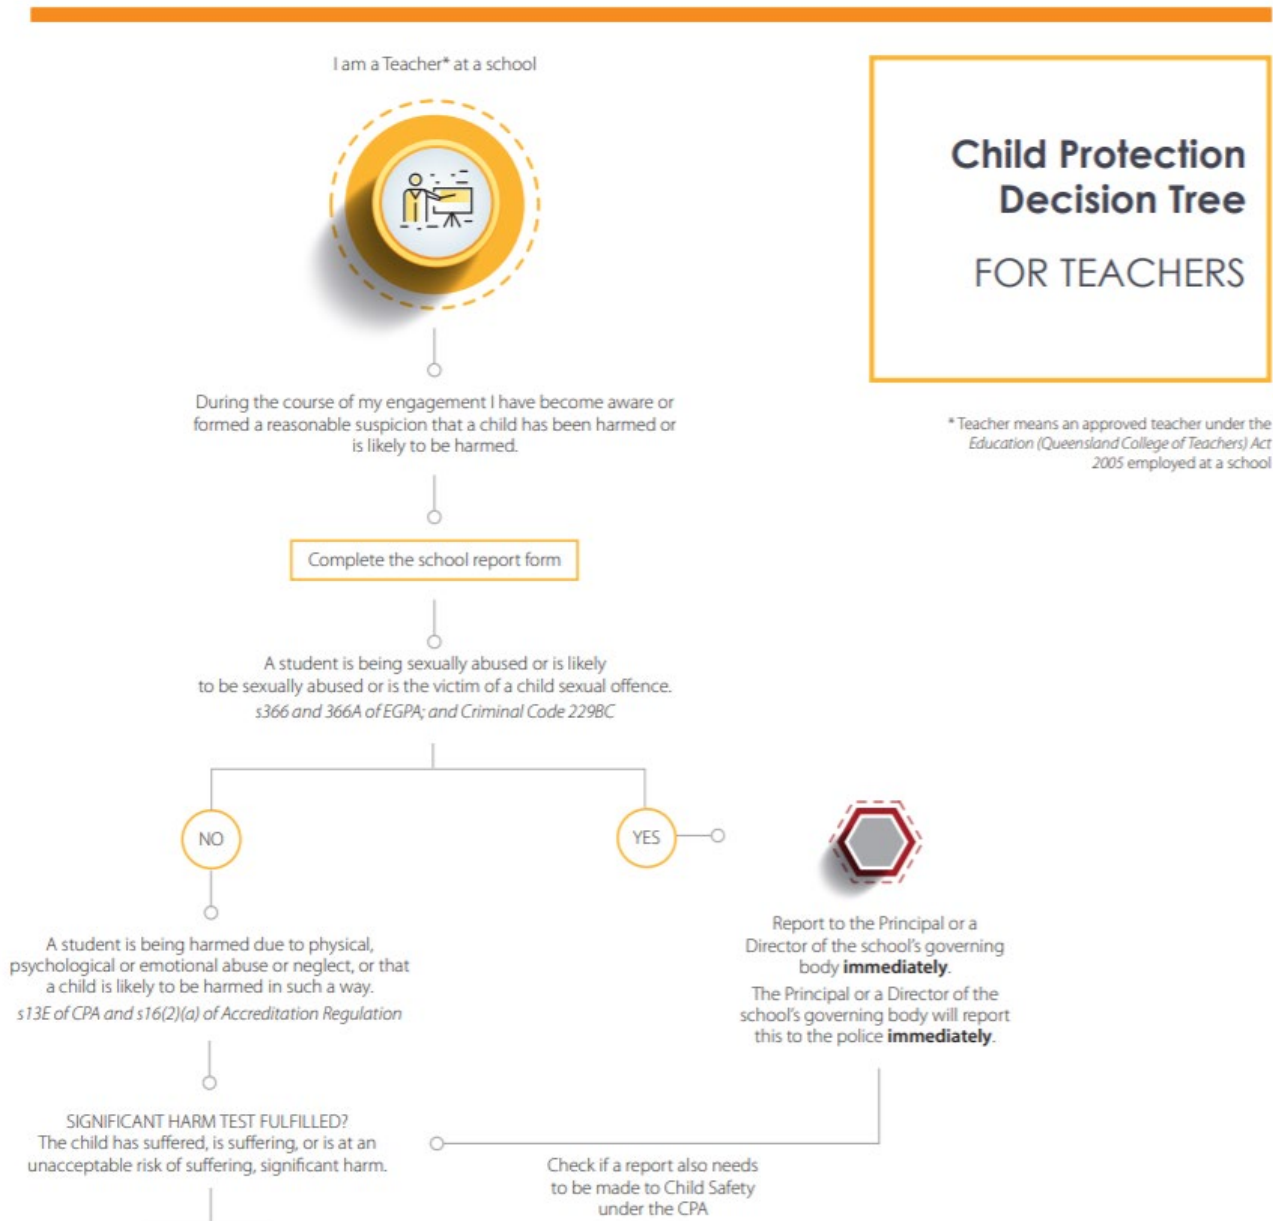 I am a Teacher* at a school
Child Protection
Decision Tree
FOR TEACHERS
During the course of my engagement I have become aware or
formed a reasonable suspicion that a child has been harmed or
is likely to be harmed.
* Teacher means an approved teacher under the
Education (Queensland College of Teachers) Act
2005 employed at a school
Complete the school report form
A student is being sexually abused or is likely
to be sexually abused or is the victim of a child sexual offence.
s366 and 366A of EGPA; and Criminal Code 229BC
NO
YES
A student is being harmed due to physical,
psychological or emotional abuse or neglect, or that
a child is likely to be harmed in such a way.
s13E of CPA and s16(2)(a) of Accreditation Regulation
Report to the Principal or a
Director of the school's governing
body immediately.
The Principal or a Director of the
school's governing body will report
this to the police immediately.
SIGNIFICANT HARM TEST FULFILLED?
The child has suffered, is suffering, or is at an
unacceptable risk of suffering, significant harm.
Check if a report also needs
to be made to Child Safety
under the CPA